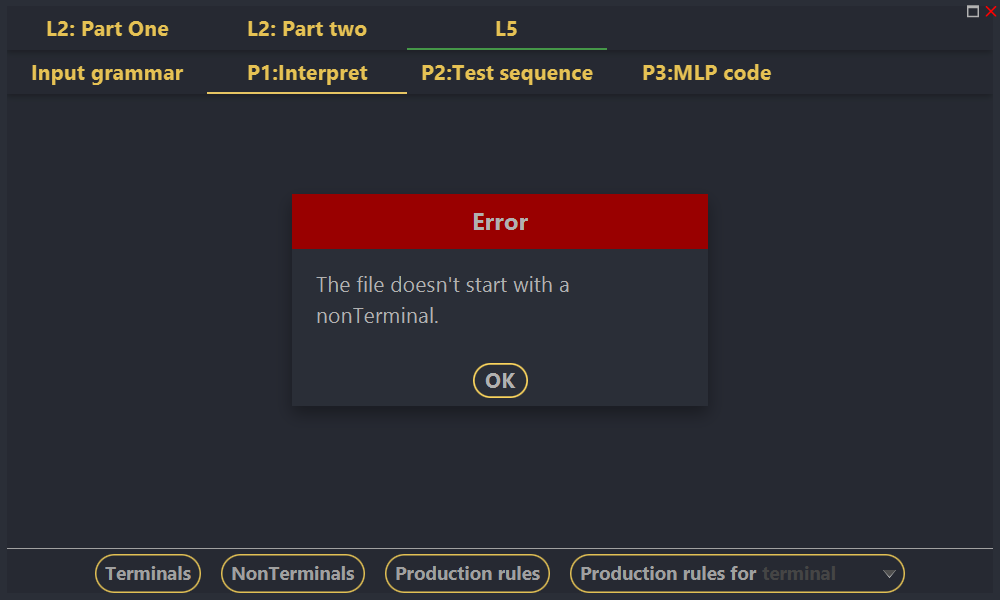 L2: Part One L2: Part two L5
Input grammar P1:Interpret P2:Test sequence P3:MLP code
Error
The file doesn't start with a
nonTerminal.
OK
Terminals NonTerminals Production rules Production rules for terminal